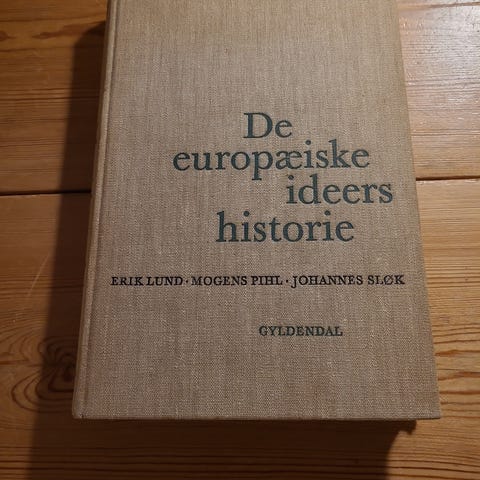 De
europæiske
ideers
historie
ERIK LUND · MOGENS PIHL · JOHANNES SLØK
GYLDENDAL